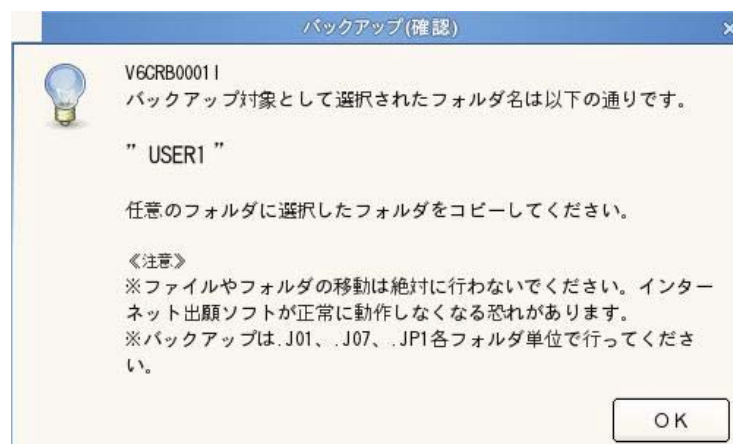 バックアップ(確認)
V6CRB0001I
バックアップ対象として選択されたフォルダ名は以下の通りです。
” USER1 ”
任意のフォルダに選択したフォルダをコピーしてください。
≪注意≫
※ファイルやフォルダの移動は絶対に行わないでください。インター
ネット出願ソフトが正常に動作しなくなる恐れがあります。
※バックアップは.J01、.J07、.JP1各フォルダ単位で行ってくださ
い。
OK